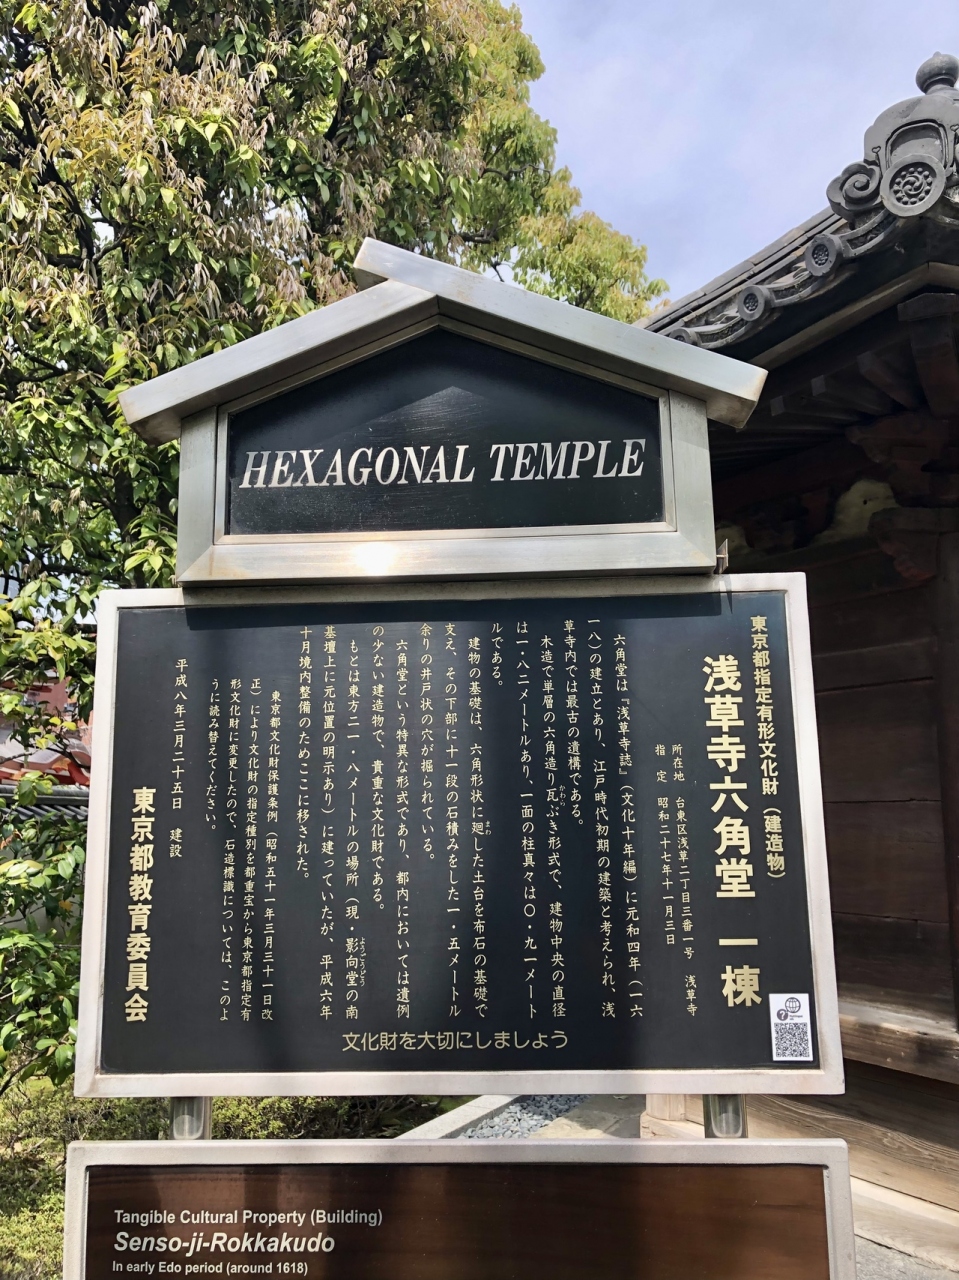 HEXAGONAL TEMPLE
東京都指定有形文化財（建造物）
浅草寺六角堂 一棟
所在地 台東区浅草二丁目三番一号 浅草寺
指定 昭和二十七年十一月三日
六角堂は『浅草寺誌』（文化十年編）に元和四年（一六
一八）の建立とあり、江戸時代初期の建築と考えられ、浅
草寺内では最古の遺構である。
木造で単層の六角造り瓦ぶき形式で、建物中央の直径
かわら
は一・八二メートルあり、一面の柱真々は〇・九一メート
ルである。
建物の基礎は、六角形状に廻した土台を布石の基礎で
まわ
支え、その下部に十一段の石積みをした一・五メートル
余りの井戸状の穴が掘られている。
六角堂という特異な形式であり、都内においては遺例
の少ない建造物で、貴重な文化財である。
もとは東方二一・八メートルの場所（現・影向堂の南
ようごうどう
基壇上に元位置の明示あり）に建っていたが、平成六年
十月境内整備のためここに移された。
東京都文化財保護条例（昭和五十一年三月三十一日改
正）により文化財の指定種別を都重宝から東京都指定有
形文化財に変更したので、石造標識については、このよ
うに読み替えてください。
平成八年三月二十五日 建設
東京都教育委員会
文化財を大切にしましょう
Tangible Cultural Property (Building)
Senso-ji-Rokkakudo
In early Edo period (around 1618)